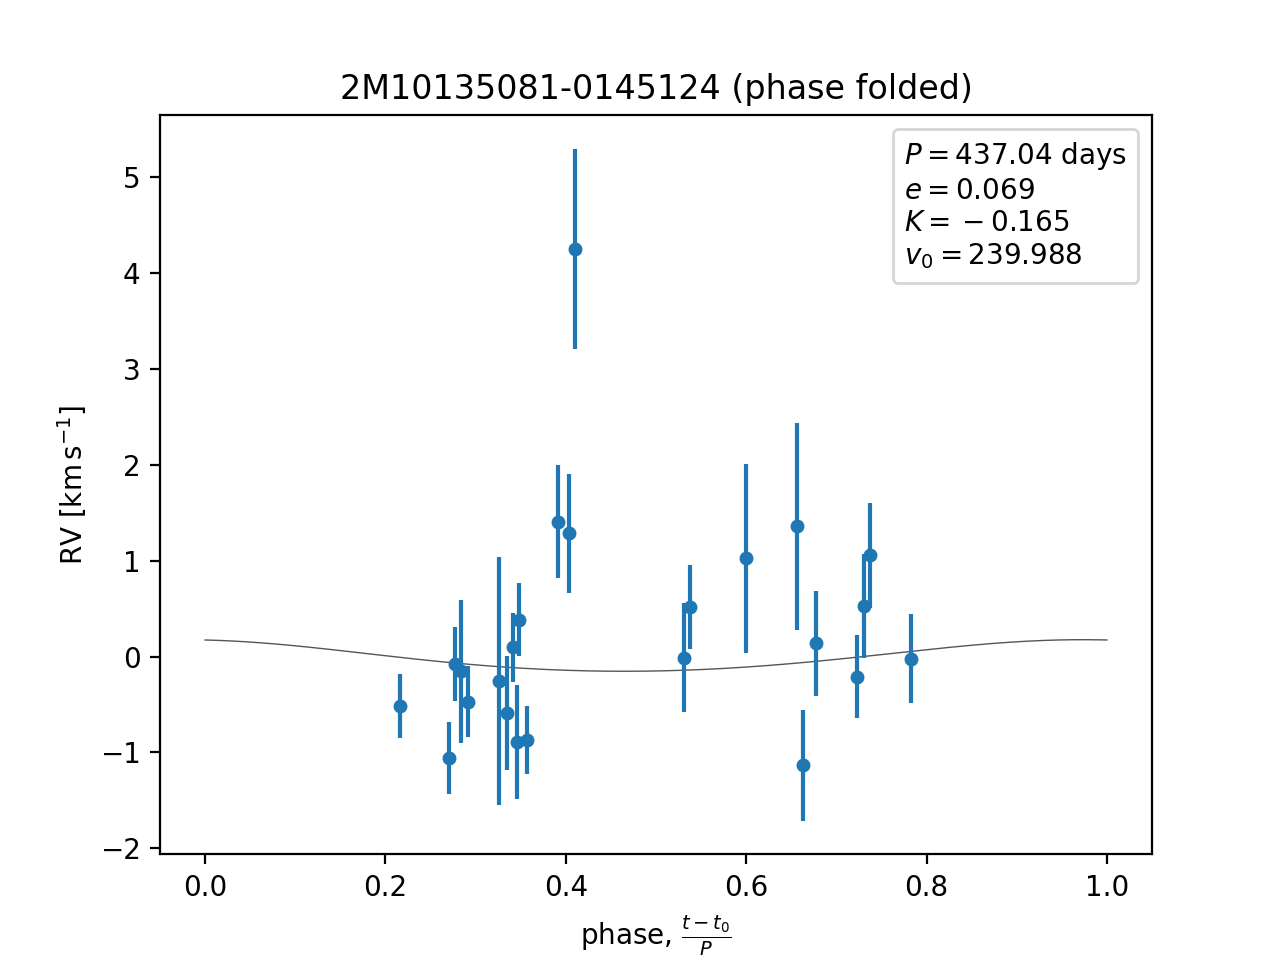 2M10135081-0145124 (phase folded)
P = 437.04 days
e = 0.069
K = −0.165
v₀ = 239.988
RV [km s⁻¹]
5
4
3
2
1
0
−1
−2
0.0 0.2 0.4 0.6 0.8 1.0
phase, (t − t₀)/P